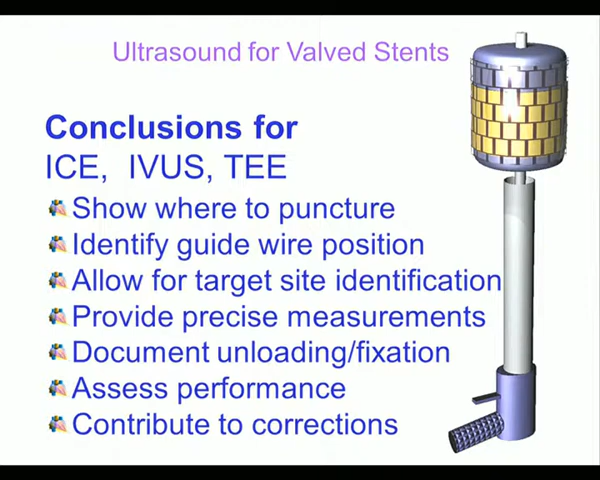 Ultrasound for Valved Stents
Conclusions for
ICE, IVUS, TEE
Show where to puncture
Identify guide wire position
Allow for target site identification
Provide precise measurements
Document unloading/fixation
Assess performance
Contribute to corrections